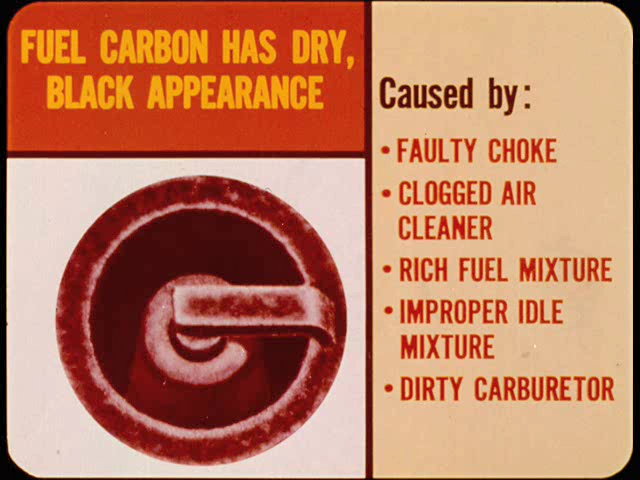 FUEL CARBON HAS DRY,
BLACK APPEARANCE
Caused by:
• FAULTY CHOKE
• CLOGGED AIR
CLEANER
• RICH FUEL MIXTURE
• IMPROPER IDLE
MIXTURE
• DIRTY CARBURETOR